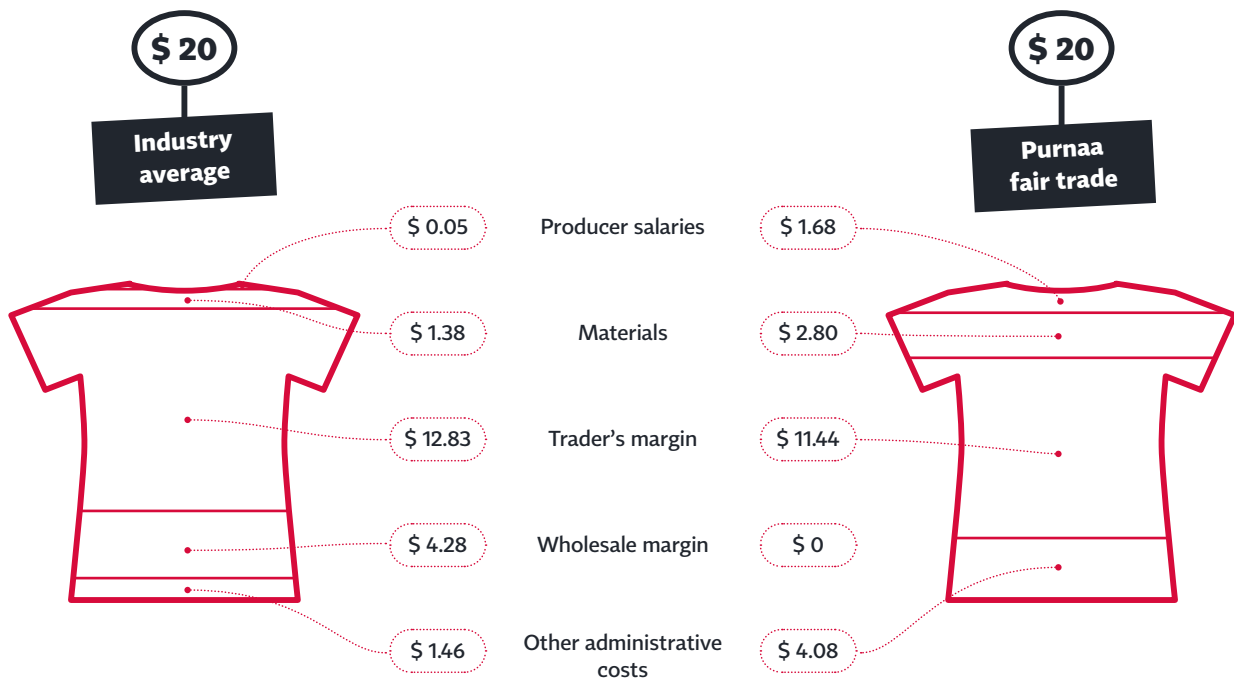 $ 20
$ 20
Industry
average
Purnaa
fair trade
$ 0.05
Producer salaries
$ 1.68
$ 1.38
Materials
$ 2.80
$ 12.83
Trader's margin
$ 11.44
$ 4.28
Wholesale margin
$ 0
$ 1.46
Other administrative
costs
$ 4.08